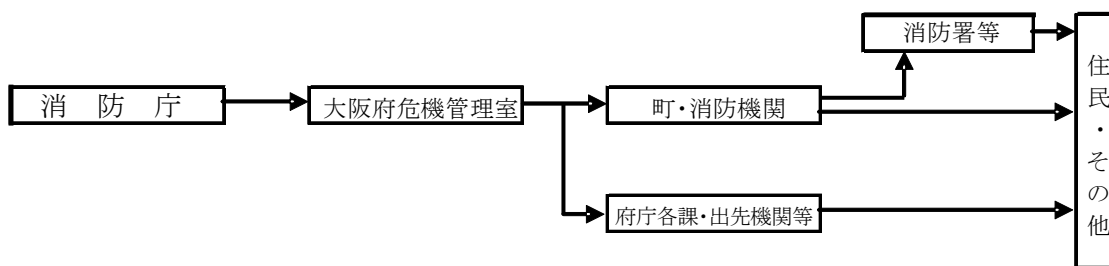 消防署等
消 防 庁
大阪府危機管理室
町・消防機関
府庁各課・出先機関等
住民・その他